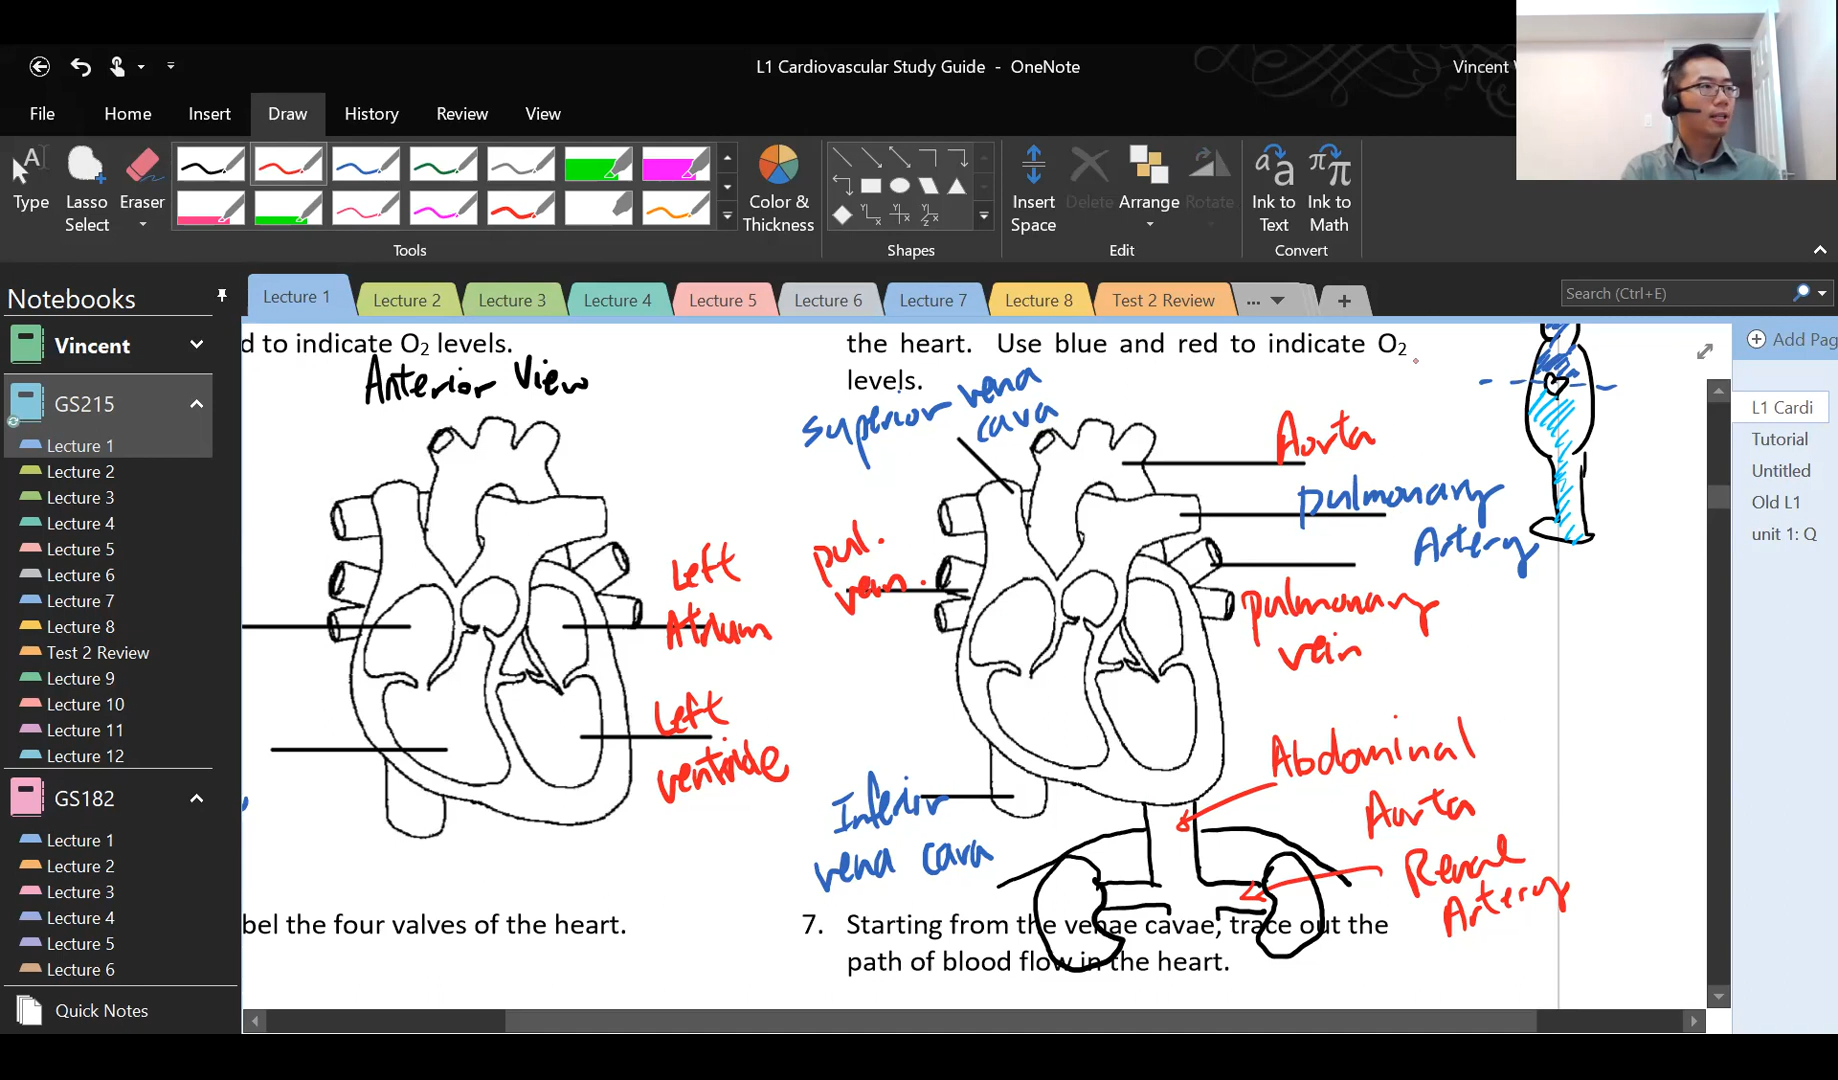 L1 Cardiovascular Study Guide - OneNote
Vincent
File
Home
Insert
Draw
History
Review
View
Type
Lasso
Select
Eraser
Color &
Thickness
Insert
Space
Delete
Arrange
Rotate
Ink to
Text
Ink to
Math
Tools
Shapes
Edit
Convert
Notebooks
Lecture 1
Lecture 2
Lecture 3
Lecture 4
Lecture 5
Lecture 6
Lecture 7
Lecture 8
Test 2 Review
...
Search (Ctrl+E)
Vincent
GS215
Lecture 1
Lecture 2
Lecture 3
Lecture 4
Lecture 5
Lecture 6
Lecture 7
Lecture 8
Test 2 Review
Lecture 9
Lecture 10
Lecture 11
Lecture 12
GS182
Lecture 1
Lecture 2
Lecture 3
Lecture 4
Lecture 5
Lecture 6
Quick Notes
d to indicate O2 levels.
Anterior View
Left
Atrium
Left
ventricle
bel the four valves of the heart.
the heart. Use blue and red to indicate O2
levels.
superior vena
cava
Aorta
pulmonary
Artery
pul.
vein.
pulmonary
vein
Inferior
vena cava
Abdominal
Aorta
Renal
Artery
7. Starting from the venae cavae, trace out the
path of blood flow in the heart.
Add Pag
L1 Cardi
Tutorial
Untitled
Old L1
unit 1: Q